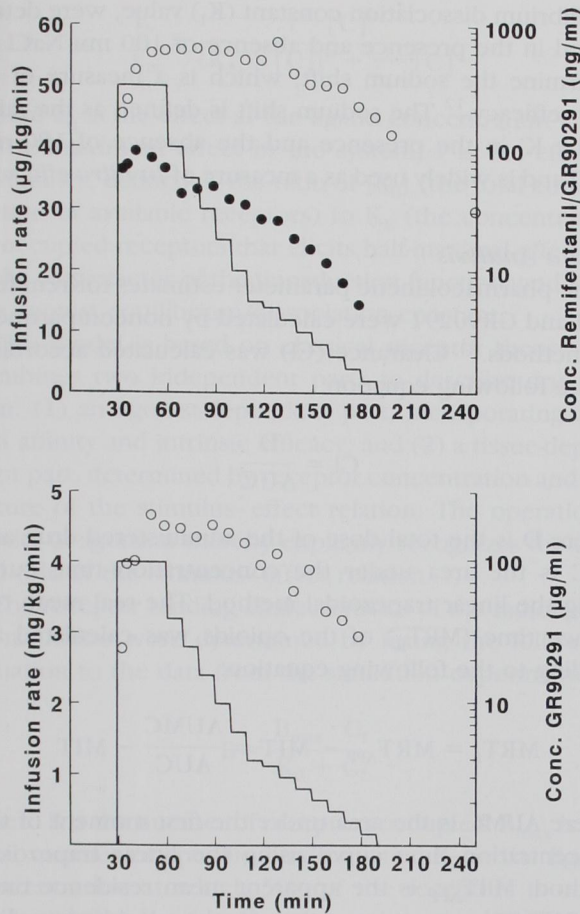 Infusion rate (µg/kg/min)
60
50
40
30
20
10
0
1000
100
10
Conc. Remifentanil/GR90291 (ng/ml)
30 60 90 120 150 180 210 240
Infusion rate (mg/kg/min)
5
4
2
1
100
10
Conc. GR90291 (ng/ml)
30 60 90 120 150 180 210 240
Time (min)